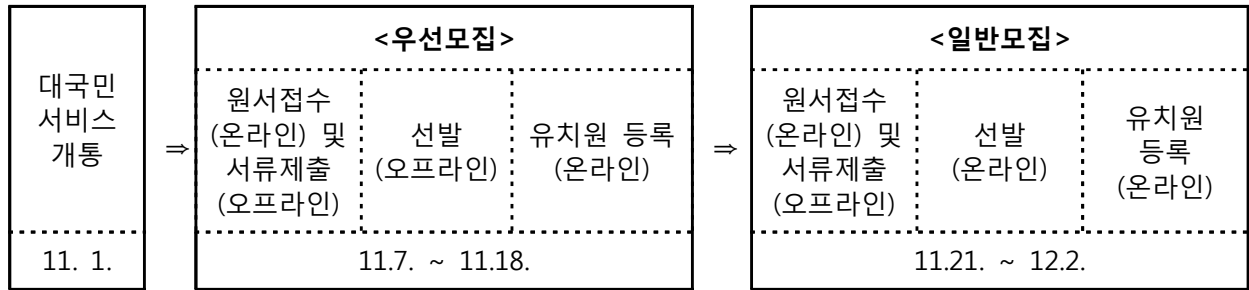 대국민
서비스
개통
11. 1.
⇒
<우선모집>
원서접수
(온라인) 및
서류제출
(오프라인)
선발
(오프라인)
유치원 등록
(온라인)
11.7. ~ 11.18.
⇒
<일반모집>
원서접수
(온라인) 및
서류제출
(오프라인)
선발
(온라인)
유치원
등록
(온라인)
11.21. ~ 12.2.